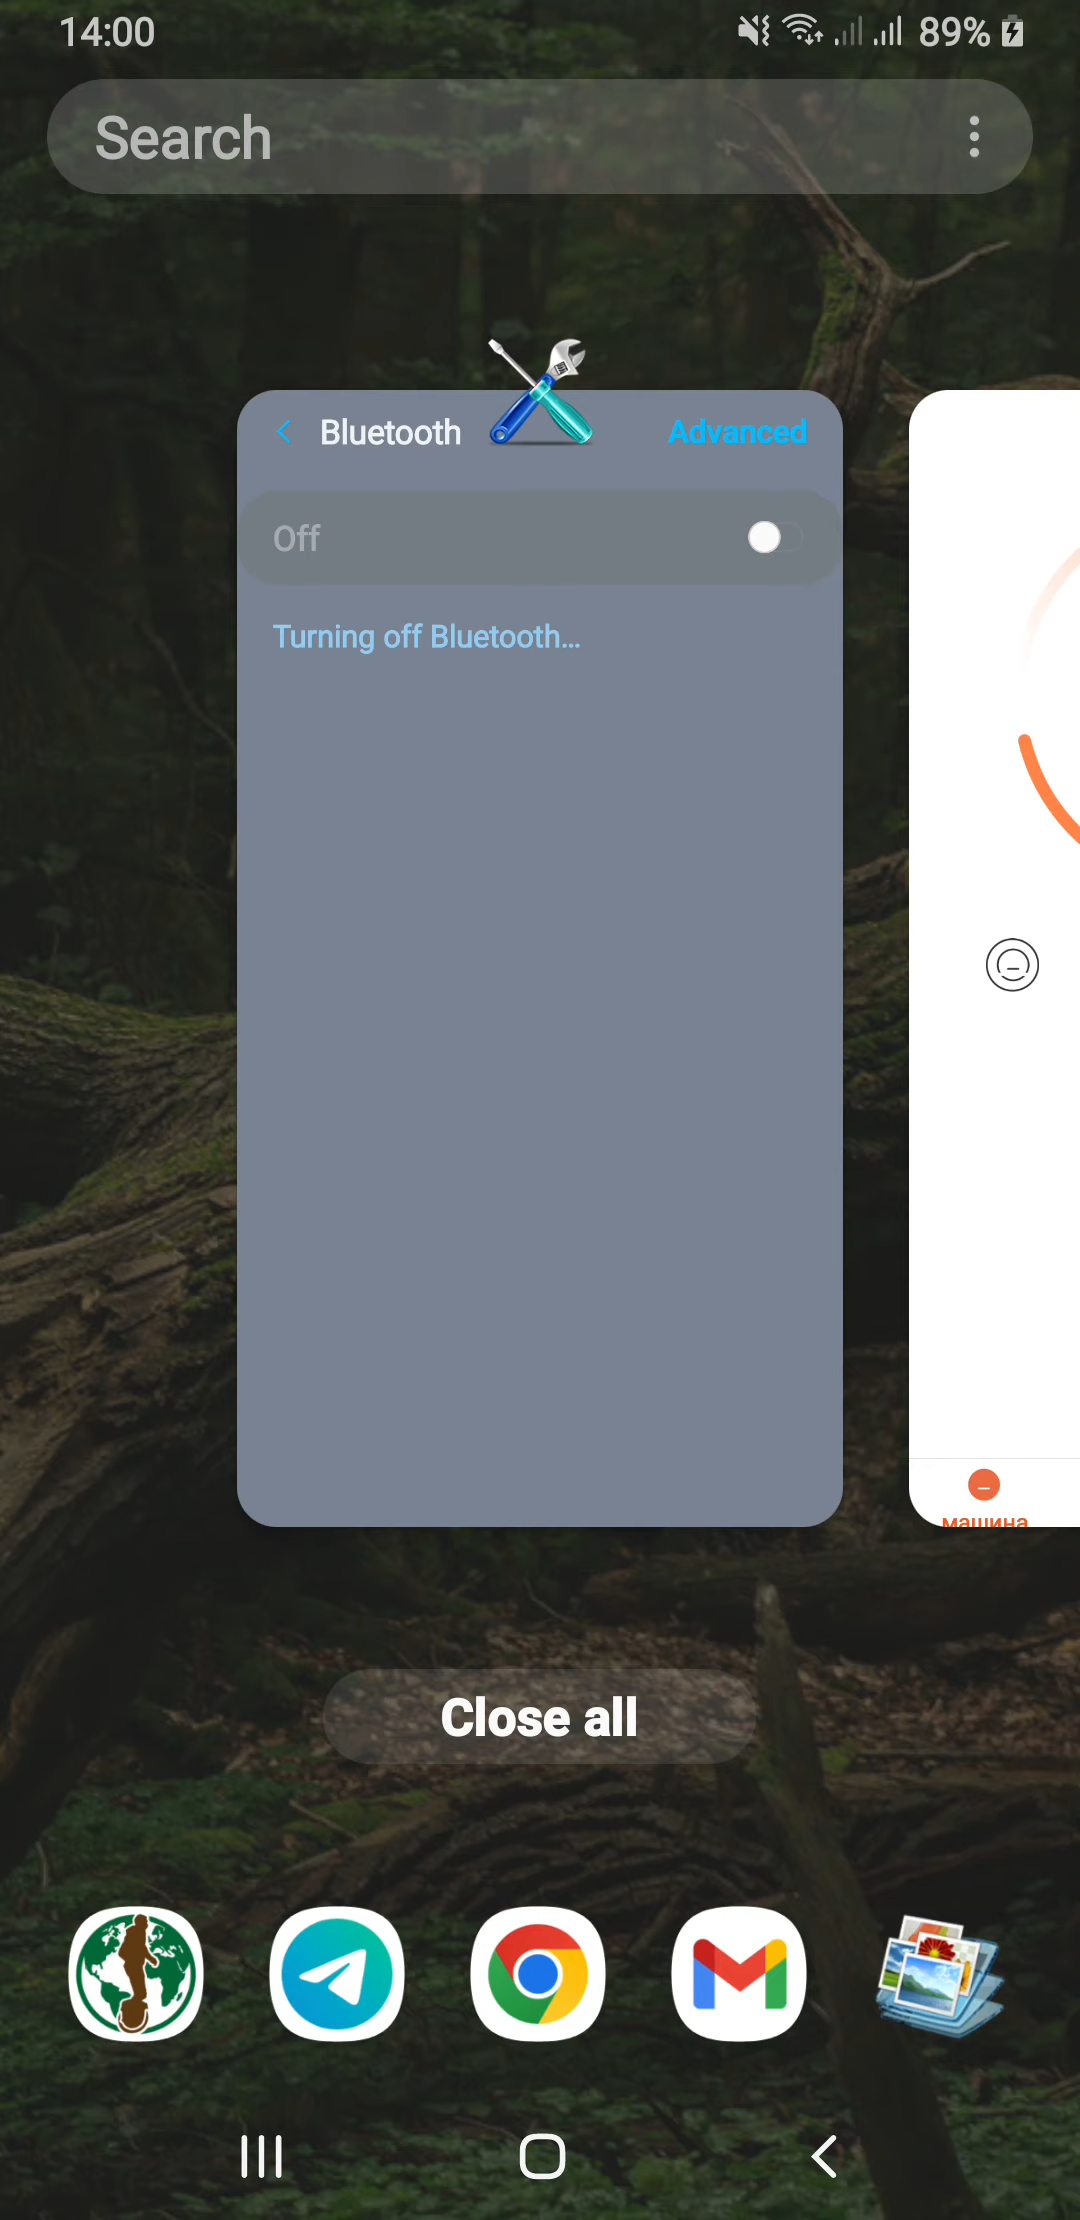 14:00
89%
Search
Bluetooth
Advanced
Off
Turning off Bluetooth...
машина
Close all